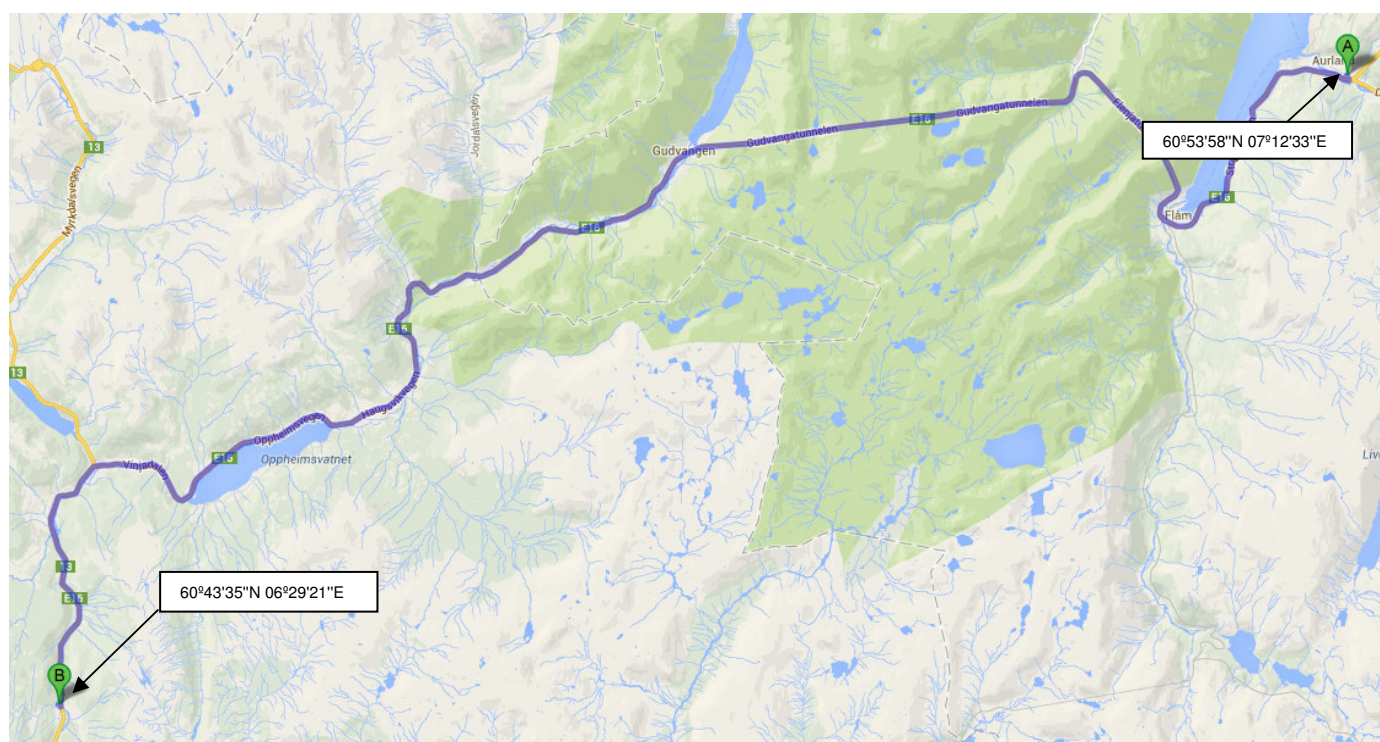 A
Aurland
13
Jordalsvegen
E16
Gudvangatunnelen
Gudvangatunnelen
60º53'58''N 07º12'33''E
Gudvangen
Myrkdalsvegen
E16
Flåm
E16
E16
13
Haugsvikvegen
Oppheimsvegen
Oppheimsvatnet
E16
Vinjadalen
13
E16
60º43'35''N 06º29'21''E
B